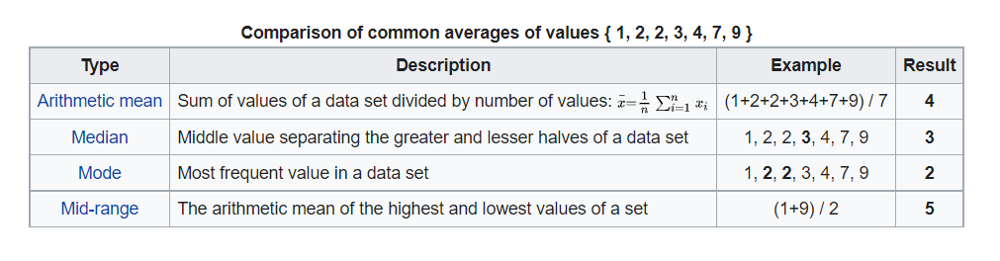 Comparison of common averages of values { 1, 2, 2, 3, 4, 7, 9 }
Type Description Example Result
Arithmetic mean Sum of values of a data set divided by number of values: x̄=1/n ∑ⁿᵢ₌₁ xᵢ (1+2+2+3+4+7+9) / 7 4
Median Middle value separating the greater and lesser halves of a data set 1, 2, 2, 3, 4, 7, 9 3
Mode Most frequent value in a data set 1, 2, 2, 3, 4, 7, 9 2
Mid-range The arithmetic mean of the highest and lowest values of a set (1+9) / 2 5